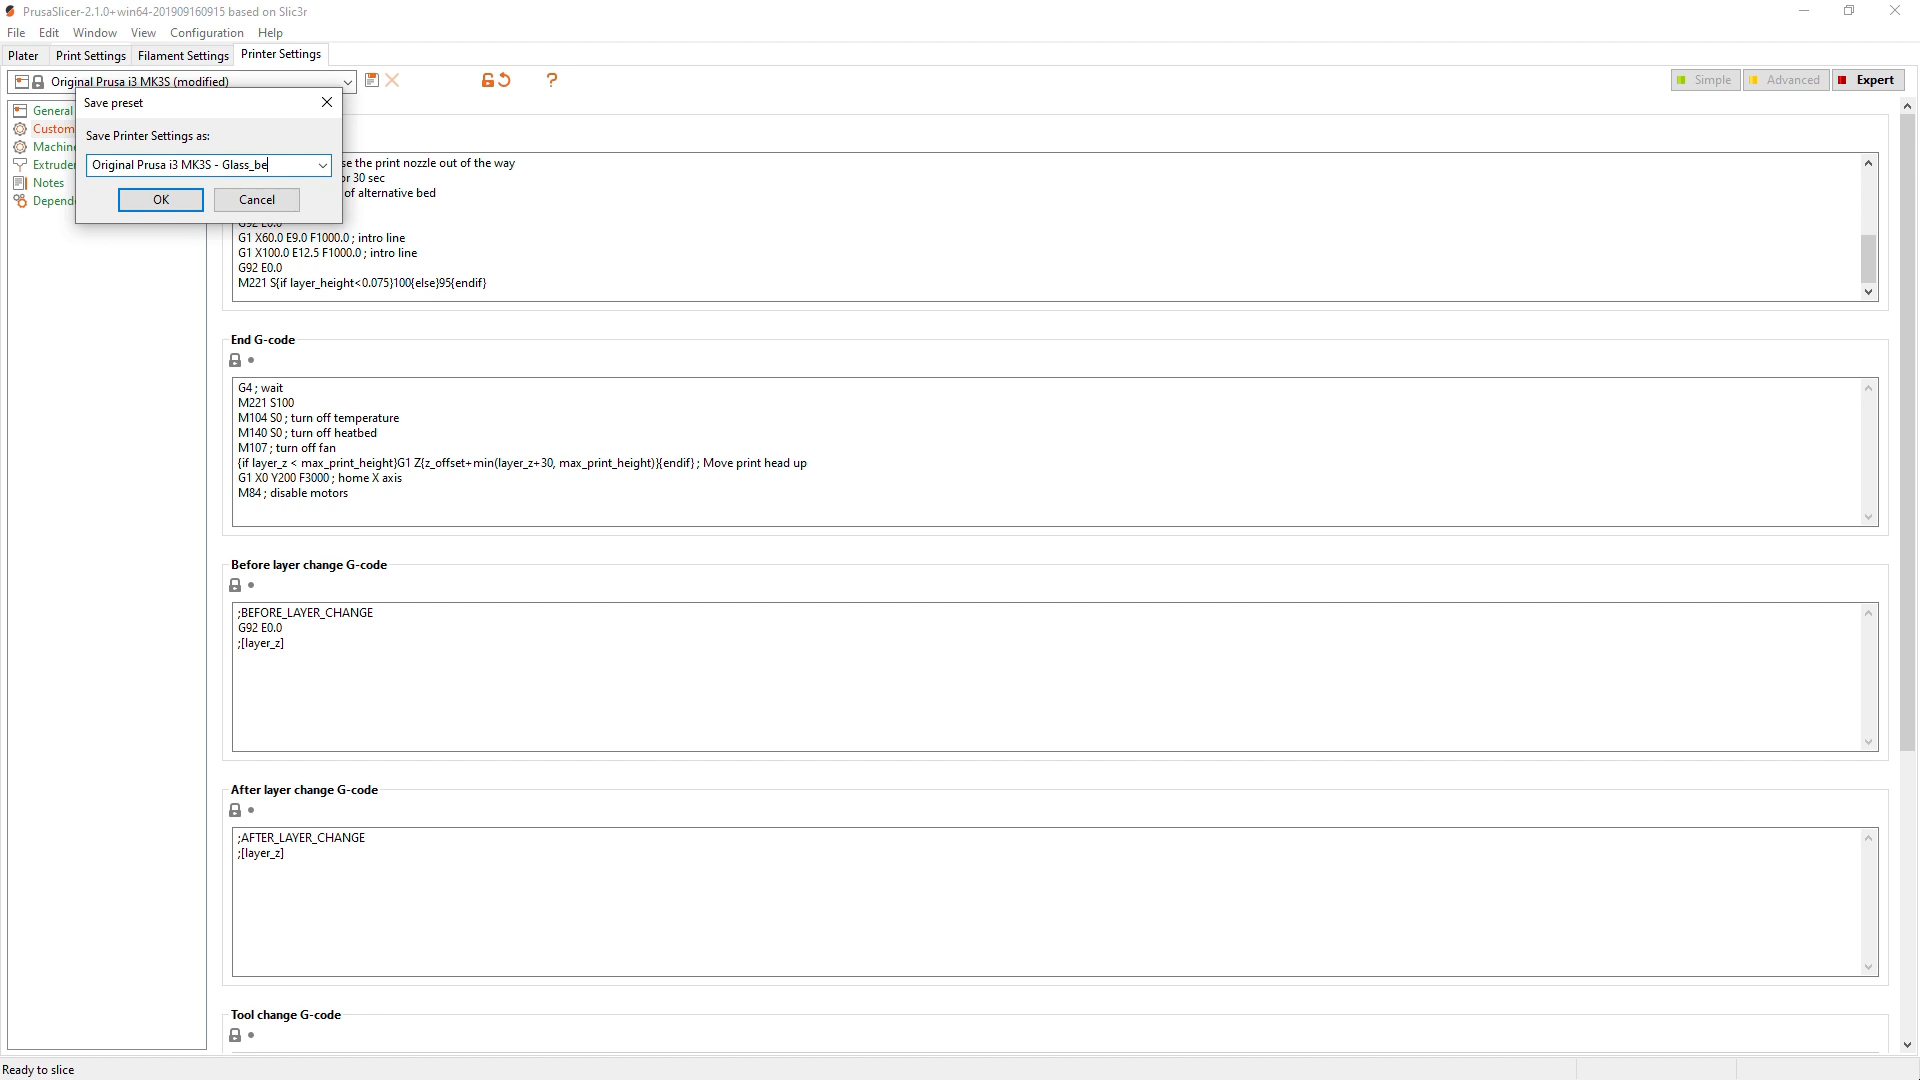 PrusaSlicer-2.1.0+win64-201909160915 based on Slic3r
File Edit Window View Configuration Help
Plater Print Settings Filament Settings Printer Settings
Original Prusa i3 MK3S (modified)
? Simple Advanced Expert
Save preset
Save Printer Settings as:
Original Prusa i3 MK3S - Glass_be
OK Cancel
General
Custom
Machine
Extruder
Notes
Depend
se the print nozzle out of the way
or 30 sec
of alternative bed
G92 E0.0
G1 X60.0 E9.0 F1000.0 ; intro line
G1 X100.0 E12.5 F1000.0 ; intro line
G92 E0.0
M221 S{if layer_height<0.075}100{else}95{endif}
End G-code
G4 ; wait
M221 S100
M104 S0 ; turn off temperature
M140 S0 ; turn off heatbed
M107 ; turn off fan
{if layer_z < max_print_height}G1 Z{z_offset+min(layer_z+30, max_print_height)}{endif} ; Move print head up
G1 X0 Y200 F3000 ; home X axis
M84 ; disable motors
Before layer change G-code
;BEFORE_LAYER_CHANGE
G92 E0.0
;[layer_z]
After layer change G-code
;AFTER_LAYER_CHANGE
;[layer_z]
Tool change G-code
Ready to slice